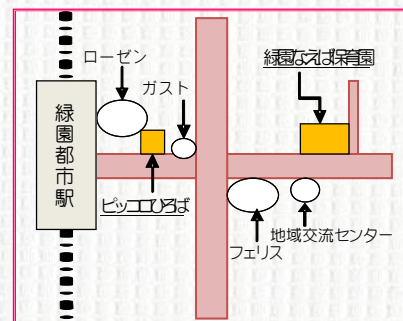 ローゼン
ガスト
緑園なえば保育園
緑園都市駅
ピッコロひろば
フェリス
地域交流センター